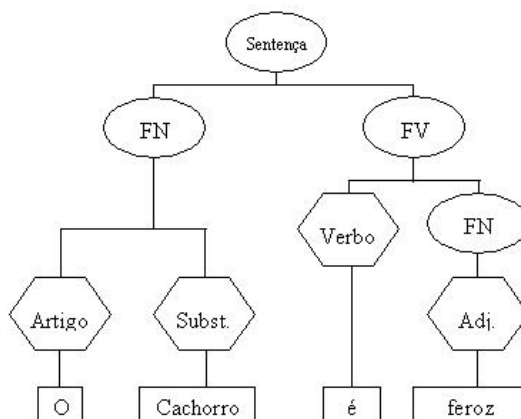 Sentença
FN
FV
Verbo
FN
Artigo
Subst.
Adj.
O
Cachorro
é
feroz